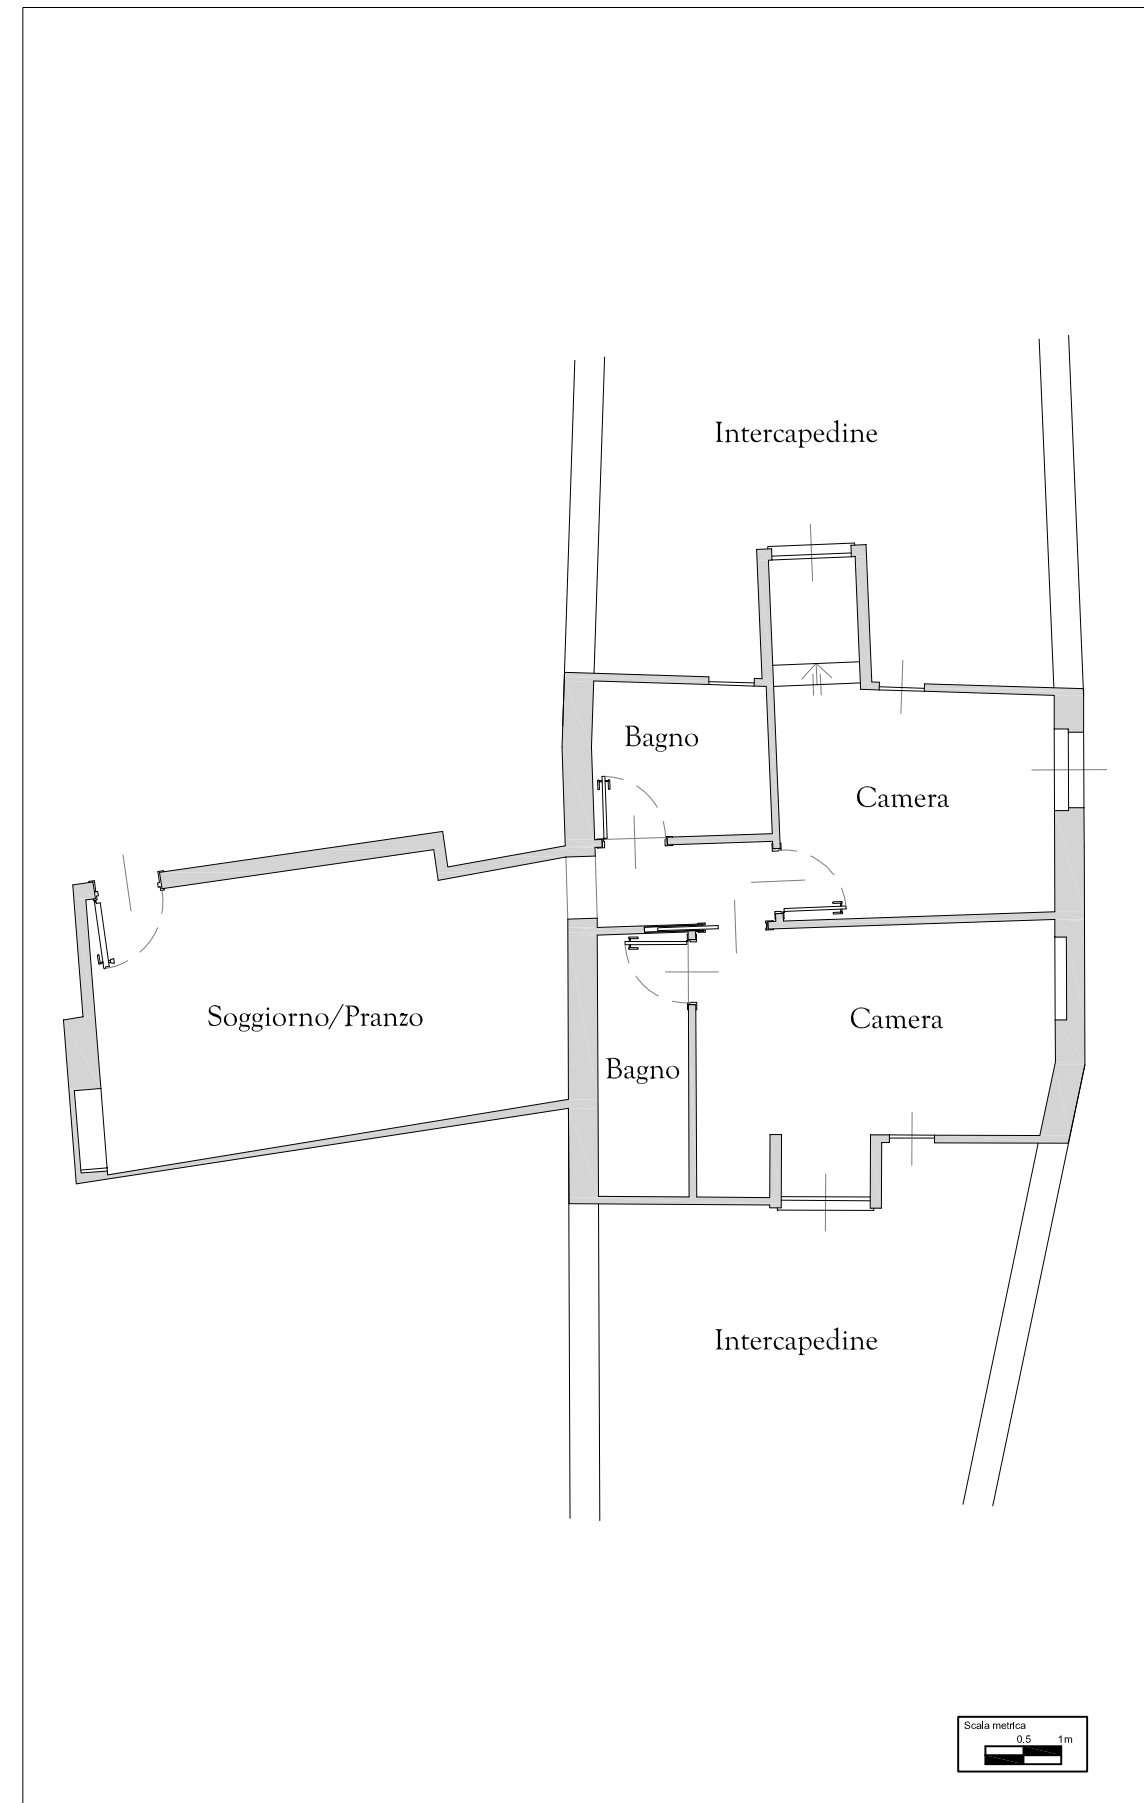 Intercapedine
Bagno
Camera
Soggiorno/Pranzo
Camera
Bagno
Intercapedine
Scala metrica
0.5 1m